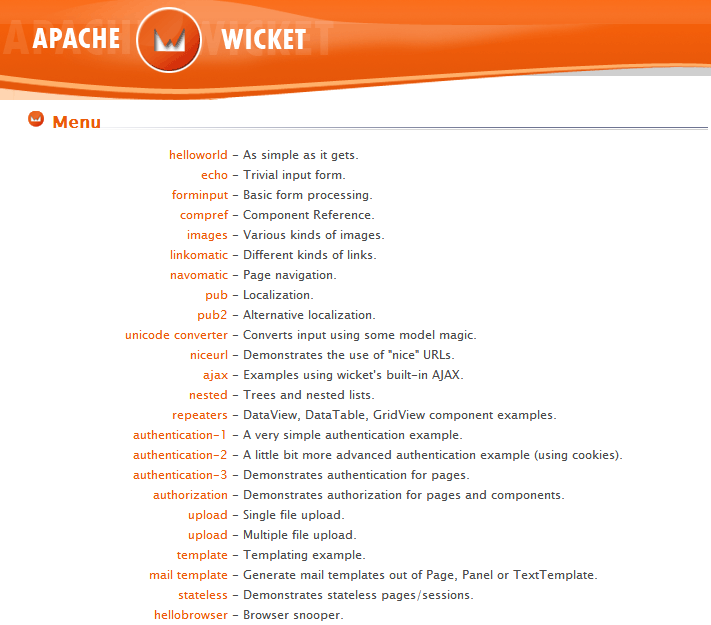 APACHE WICKET
Menu
helloworld - As simple as it gets.
echo - Trivial input form.
forminput - Basic form processing.
compref - Component Reference.
images - Various kinds of images.
linkomatic - Different kinds of links.
navomatic - Page navigation.
pub - Localization.
pub2 - Alternative localization.
unicode converter - Converts input using some model magic.
niceurl - Demonstrates the use of "nice" URLs.
ajax - Examples using wicket's built-in AJAX.
nested - Trees and nested lists.
repeaters - DataView, DataTable, GridView component examples.
authentication-1 - A very simple authentication example.
authentication-2 - A little bit more advanced authentication example (using cookies).
authentication-3 - Demonstrates authentication for pages.
authorization - Demonstrates authorization for pages and components.
upload - Single file upload.
upload - Multiple file upload.
template - Templating example.
mail template - Generate mail templates out of Page, Panel or TextTemplate.
stateless - Demonstrates stateless pages/sessions.
hellobrowser - Browser snooper.